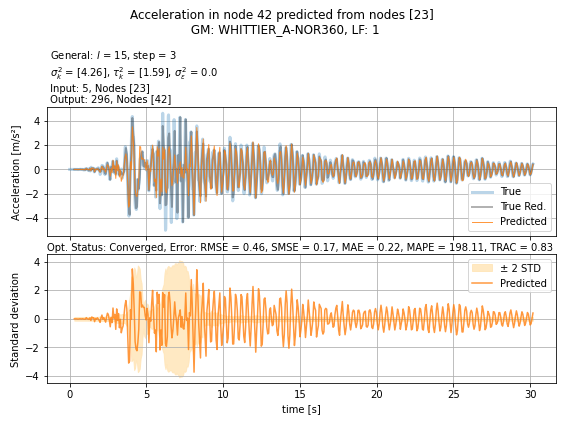 Acceleration in node 42 predicted from nodes [23]
GM: WHITTIER_A-NOR360, LF: 1
General: l = 15, step = 3
σ²ₖ = [4.26], τ²ₖ = [1.59], σ²ₑ = 0.0
Input: 5, Nodes [23]
Output: 296, Nodes [42]
Acceleration [m/s²]
4
2
0
−2
−4
True
True Red.
Predicted
Opt. Status: Converged, Error: RMSE = 0.46, SMSE = 0.17, MAE = 0.22, MAPE = 198.11, TRAC = 0.83
Standard deviation
4
2
0
−2
−4
± 2 STD
Predicted
0 5 10 15 20 25 30
time [s]